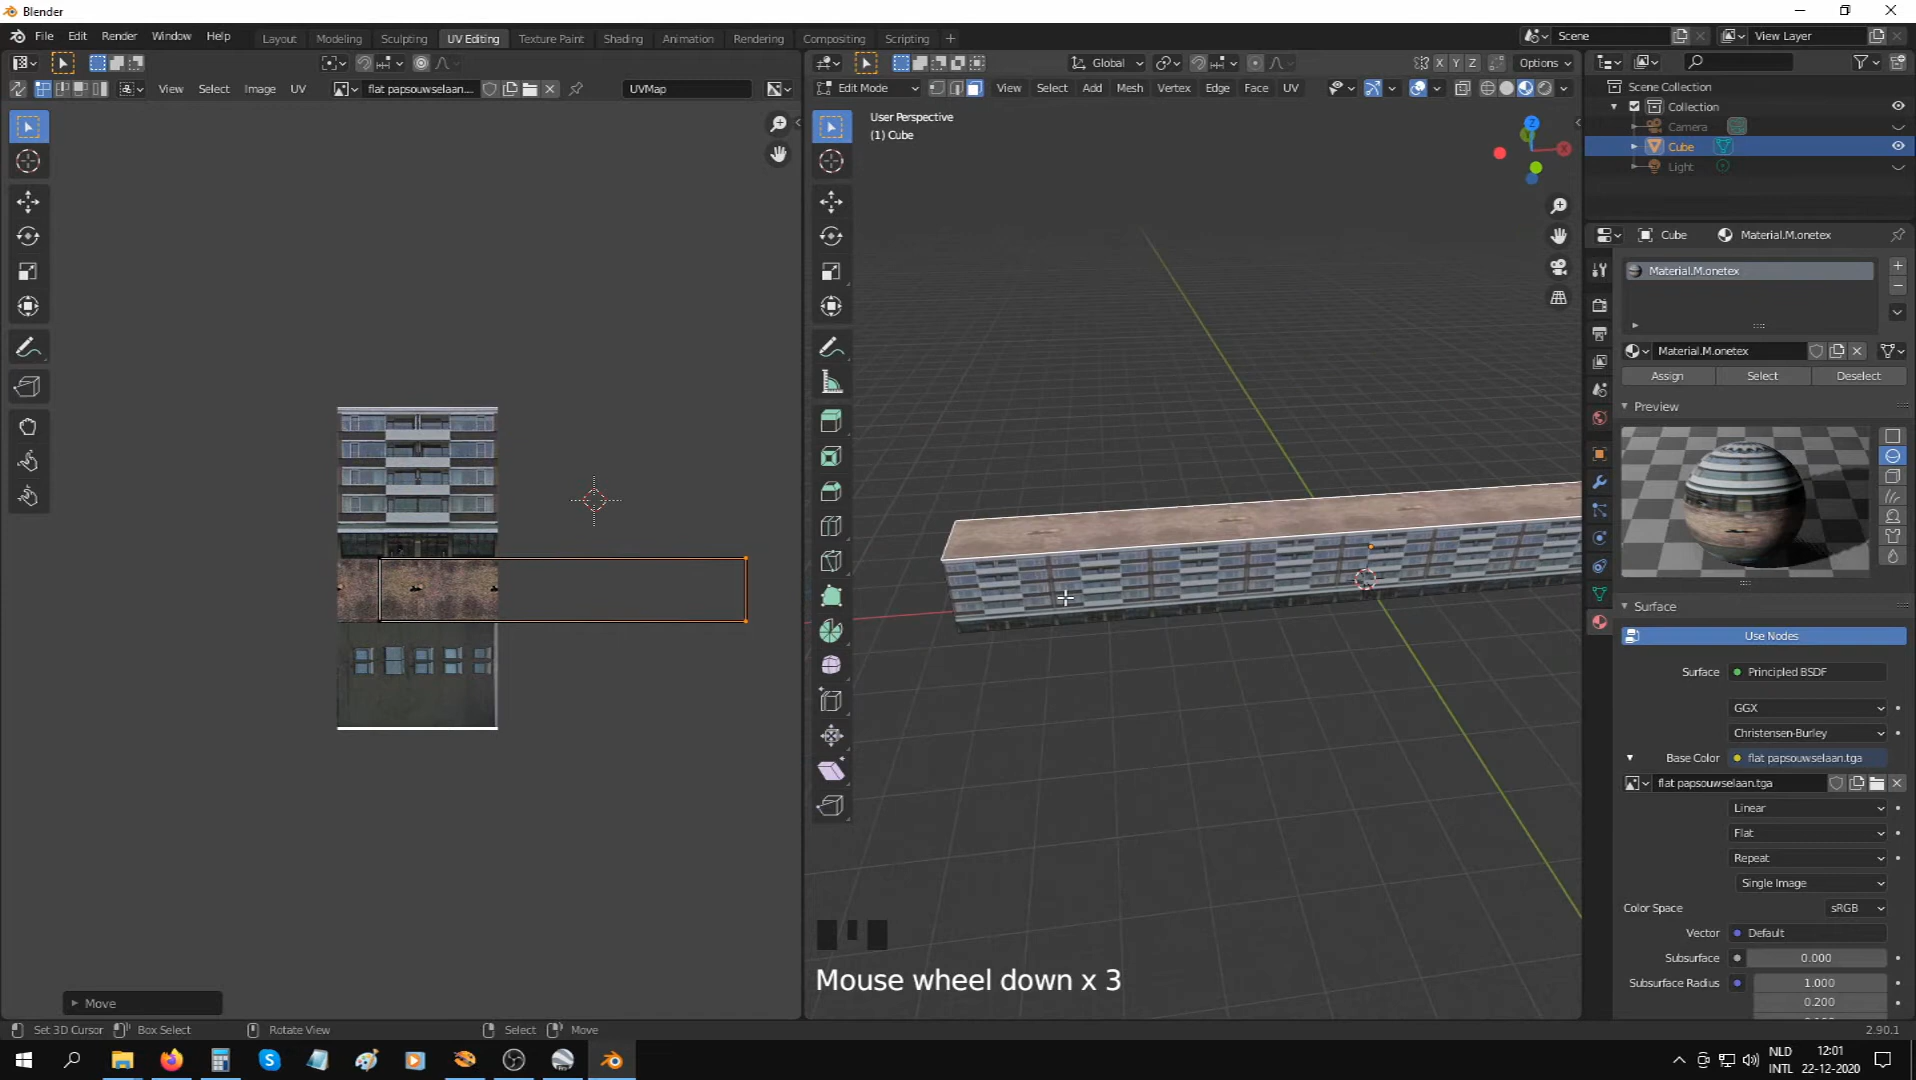 Blender
File Edit Render Window Help
Layout Modeling Sculpting UV Editing Texture Paint Shading Animation Rendering Compositing Scripting
Scene View Layer
Global Options
View Select Image UV flat papsouwselaan.... UVMap
Edit Mode View Select Add Mesh Vertex Edge Face UV
X Y Z
User Perspective
(1) Cube
Z
X
Scene Collection
Collection
Camera
Cube
Light
Cube Material.M.onetex
Material.M.onetex
Material.M.onetex
Assign Select Deselect
Preview
Surface
Use Nodes
Surface Principled BSDF
GGX
Christensen-Burley
Base Color flat papsouwselaan.tga
flat papsouwselaan.tga
Linear
Flat
Repeat
Single Image
Color Space sRGB
Vector Default
Subsurface 0.000
Subsurface Radius 1.000
0.200
Mouse wheel down x 3
Move
Set 3D Cursor Box Select Rotate View Select Move
2.90.1
NLD
INTL
12:01
22-12-2020